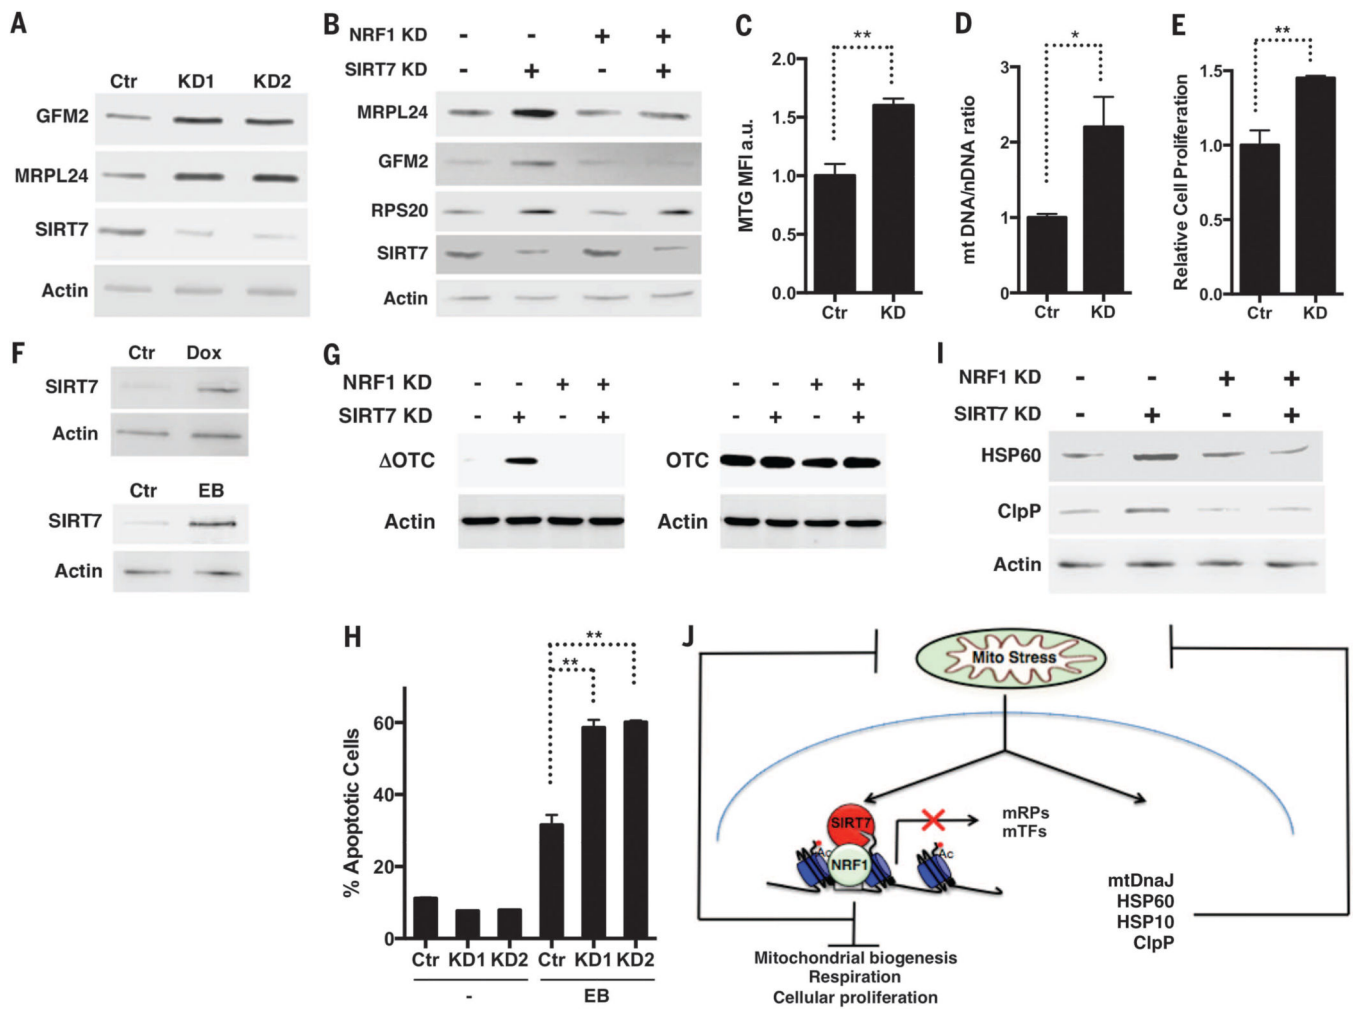 A
Ctr KD1 KD2
GFM2
MRPL24
SIRT7
Actin
B
NRF1 KD - - + +
SIRT7 KD - + - +
MRPL24
GFM2
RPS20
SIRT7
Actin
C
**
MTG MFI a.u.
2.0
1.5
1.0
0.5
0.0
Ctr KD
D
*
mt DNA/nDNA ratio
3
2
1
0
Ctr KD
E
**
Relative Cell Proliferation
1.5
1.0
0.5
0.0
Ctr KD
F
Ctr Dox
SIRT7
Actin
Ctr EB
SIRT7
Actin
G
NRF1 KD - - + +
SIRT7 KD - + - +
ΔOTC
Actin
- - + +
- + - +
OTC
Actin
I
NRF1 KD - - + +
SIRT7 KD - + - +
HSP60
ClpP
Actin
H
**
**
% Apoptotic Cells
60
40
20
0
Ctr KD1 KD2 Ctr KD1 KD2
- EB
J
Mito Stress
SIRT7
NRF1
Ac
Ac
mRPs
mTFs
mtDnaJ
HSP60
HSP10
ClpP
Mitochondrial biogenesis
Respiration
Cellular proliferation